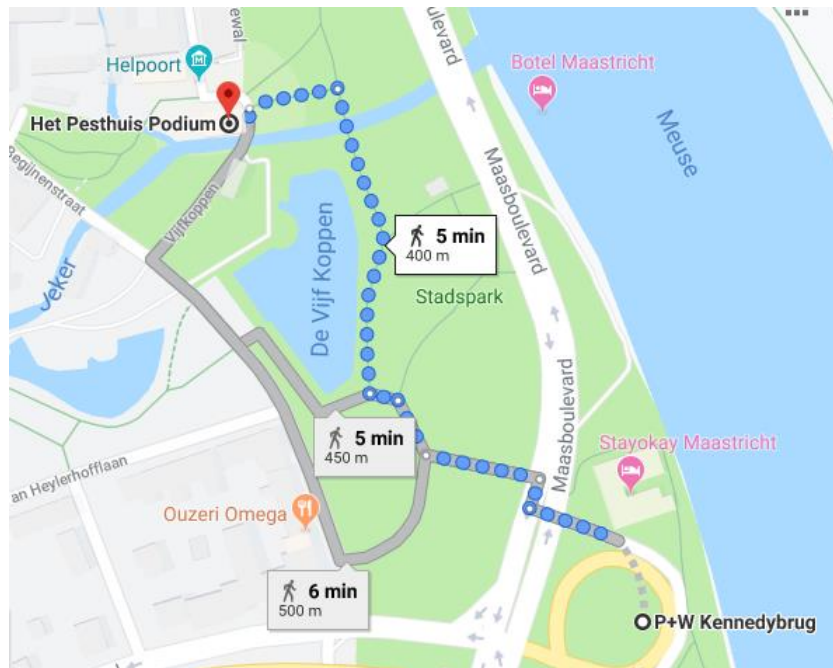 ewal
Helpoort
Het Pesthuis Podium
Begijnenstraat
Vijfkoppen
Jeker
De Vijf Koppen
5 min
400 m
Stadspark
Maasboulevard
Maasboulevard
Botel Maastricht
Meuse
Stayokay Maastricht
5 min
450 m
an Heylerhofflaan
Ouzeri Omega
6 min
500 m
P+W Kennedybrug